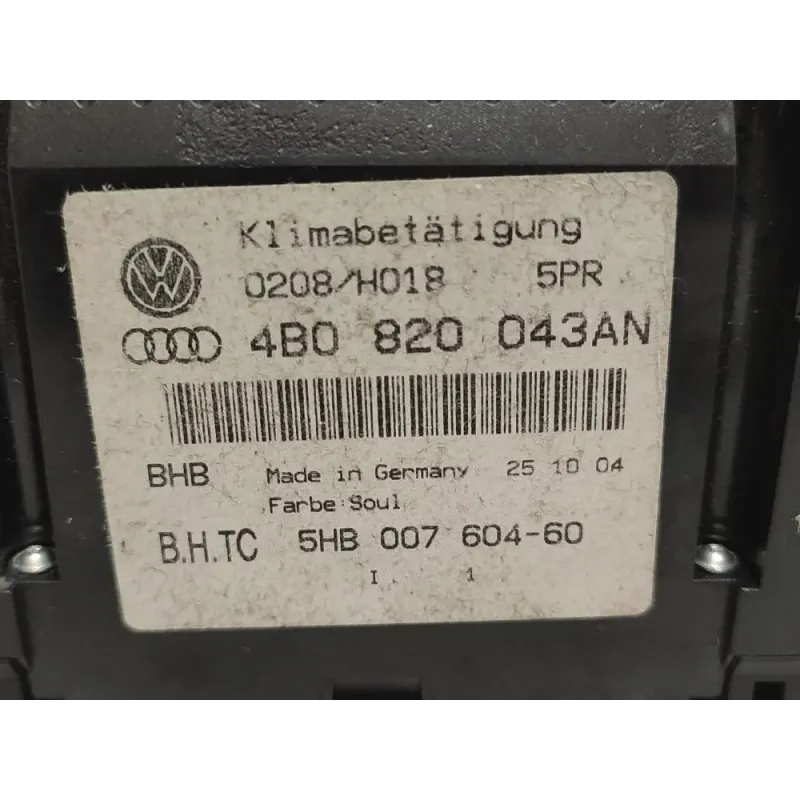 Klimabetätigung
0208/H018 5PR
4B0 820 043AN
BHB Made in Germany 25 10 04
Farbe:Soul
B.H.TC 5HB 007 604-60
I 1